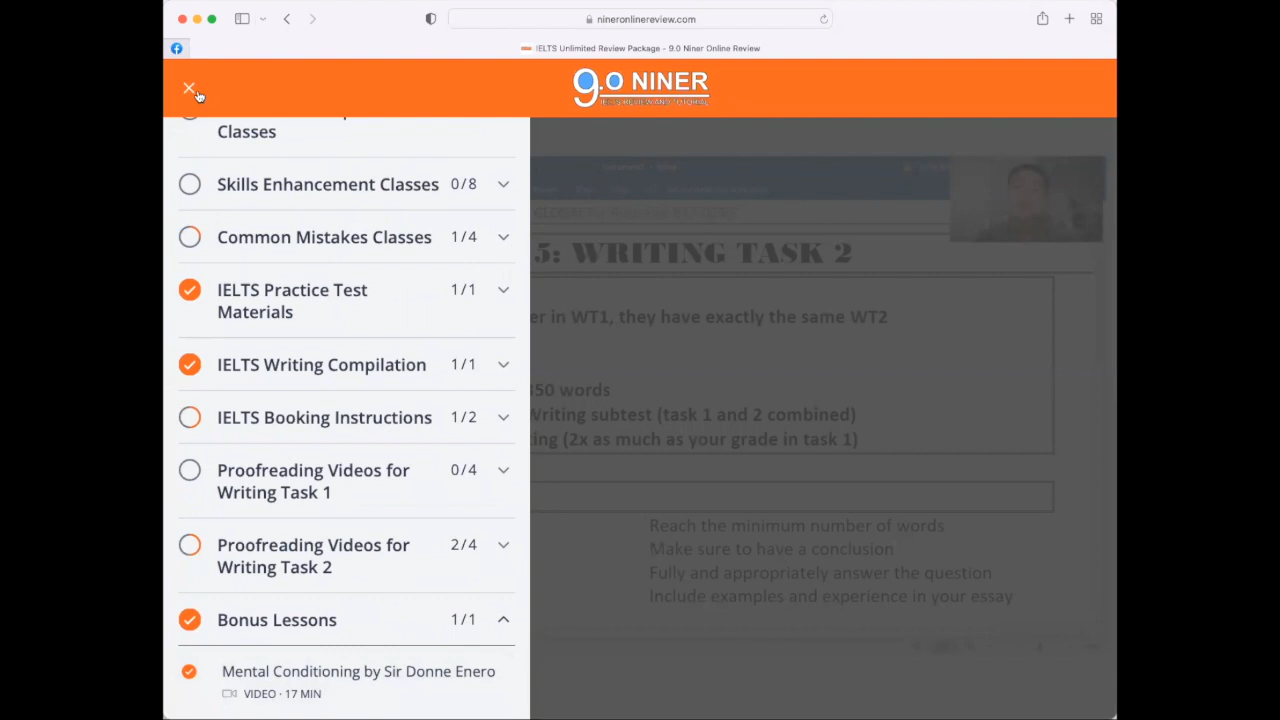 nineronlinereview.com
IELTS Unlimited Review Package - 9.0 Niner Online Review
9.0 NINER
IELTS REVIEW AND TUTORIAL
Classes
Skills Enhancement Classes 0/8
Common Mistakes Classes 1/4
IELTS Practice Test 1/1
Materials
IELTS Writing Compilation 1/1
IELTS Booking Instructions 1/2
Proofreading Videos for 0/4
Writing Task 1
Proofreading Videos for 2/4
Writing Task 2
Bonus Lessons 1/1
Mental Conditioning by Sir Donne Enero
VIDEO · 17 MIN
5: WRITING TASK 2
er in WT1, they have exactly the same WT2
350 words
Writing subtest (task 1 and 2 combined)
ing (2x as much as your grade in task 1)
Reach the minimum number of words
Make sure to have a conclusion
Fully and appropriately answer the question
Include examples and experience in your essay